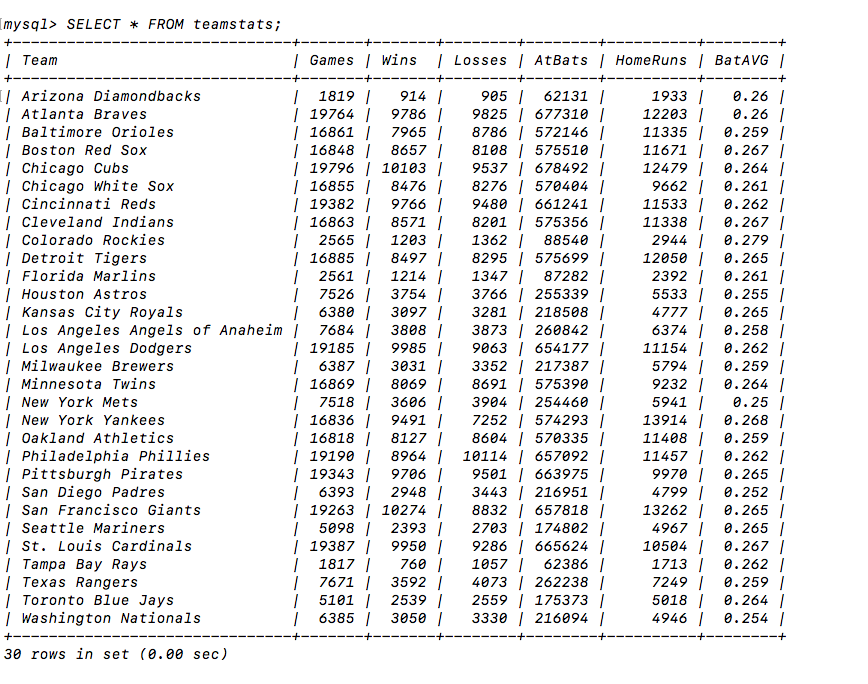 mysql> SELECT * FROM teamstats;
+-------------------------------+-------+-------+--------+--------+----------+--------+
| Team                          | Games | Wins  | Losses | AtBats | HomeRuns | BatAVG |
+-------------------------------+-------+-------+--------+--------+----------+--------+
| Arizona Diamondbacks          |  1819 |   914 |    905 |  62131 |     1933 |   0.26 |
| Atlanta Braves                | 19764 |  9786 |   9825 | 677310 |    12203 |   0.26 |
| Baltimore Orioles             | 16861 |  7965 |   8786 | 572146 |    11335 |  0.259 |
| Boston Red Sox                | 16848 |  8657 |   8108 | 575510 |    11671 |  0.267 |
| Chicago Cubs                  | 19796 | 10103 |   9537 | 678492 |    12479 |  0.264 |
| Chicago White Sox             | 16855 |  8476 |   8276 | 570404 |     9662 |  0.261 |
| Cincinnati Reds               | 19382 |  9766 |   9480 | 661241 |    11533 |  0.262 |
| Cleveland Indians             | 16863 |  8571 |   8201 | 575356 |    11338 |  0.267 |
| Colorado Rockies              |  2565 |  1203 |   1362 |  88540 |     2944 |  0.279 |
| Detroit Tigers                | 16885 |  8497 |   8295 | 575699 |    12050 |  0.265 |
| Florida Marlins               |  2561 |  1214 |   1347 |  87282 |     2392 |  0.261 |
| Houston Astros                |  7526 |  3754 |   3766 | 255339 |     5533 |  0.255 |
| Kansas City Royals            |  6380 |  3097 |   3281 | 218508 |     4777 |  0.265 |
| Los Angeles Angels of Anaheim |  7684 |  3808 |   3873 | 260842 |     6374 |  0.258 |
| Los Angeles Dodgers           | 19185 |  9985 |   9063 | 654177 |    11154 |  0.262 |
| Milwaukee Brewers             |  6387 |  3031 |   3352 | 217387 |     5794 |  0.259 |
| Minnesota Twins               | 16869 |  8069 |   8691 | 575390 |     9232 |  0.264 |
| New York Mets                 |  7518 |  3606 |   3904 | 254460 |     5941 |   0.25 |
| New York Yankees              | 16836 |  9491 |   7252 | 574293 |    13914 |  0.268 |
| Oakland Athletics             | 16818 |  8127 |   8604 | 570335 |    11408 |  0.259 |
| Philadelphia Phillies         | 19190 |  8964 |  10114 | 657092 |    11457 |  0.262 |
| Pittsburgh Pirates            | 19343 |  9706 |   9501 | 663975 |     9970 |  0.265 |
| San Diego Padres              |  6393 |  2948 |   3443 | 216951 |     4799 |  0.252 |
| San Francisco Giants          | 19263 | 10274 |   8832 | 657818 |    13262 |  0.265 |
| Seattle Mariners              |  5098 |  2393 |   2703 | 174802 |     4967 |  0.265 |
| St. Louis Cardinals           | 19387 |  9950 |   9286 | 665624 |    10504 |  0.267 |
| Tampa Bay Rays                |  1817 |   760 |   1057 |  62386 |     1713 |  0.262 |
| Texas Rangers                 |  7671 |  3592 |   4073 | 262238 |     7249 |  0.259 |
| Toronto Blue Jays             |  5101 |  2539 |   2559 | 175373 |     5018 |  0.264 |
| Washington Nationals          |  6385 |  3050 |   3330 | 216094 |     4946 |  0.254 |
+-------------------------------+-------+-------+--------+--------+----------+--------+
30 rows in set (0.00 sec)